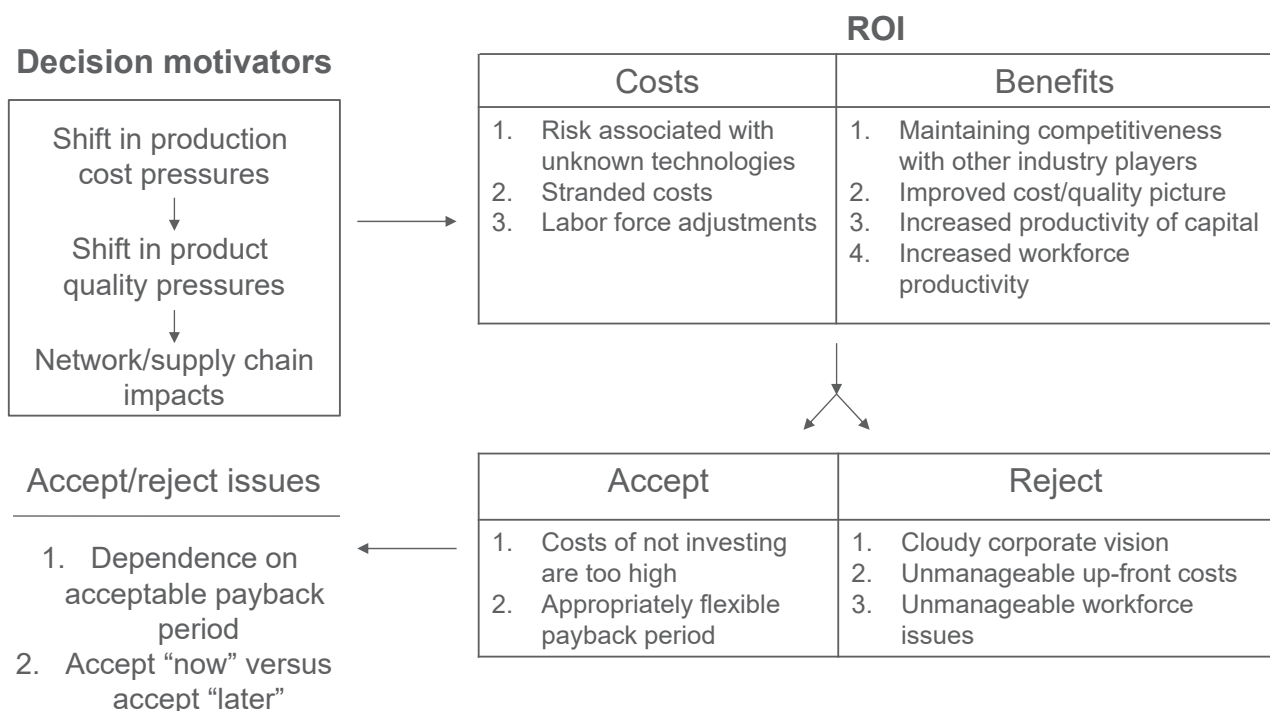 Decision motivators
Shift in production
cost pressures
Shift in product
quality pressures
Network/supply chain
impacts
ROI
Costs
Benefits
1. Risk associated with
unknown technologies
2. Stranded costs
3. Labor force adjustments
1. Maintaining competitiveness
with other industry players
2. Improved cost/quality picture
3. Increased productivity of capital
4. Increased workforce
productivity
Accept
Reject
1. Costs of not investing
are too high
2. Appropriately flexible
payback period
1. Cloudy corporate vision
2. Unmanageable up-front costs
3. Unmanageable workforce
issues
Accept/reject issues
1. Dependence on
acceptable payback
period
2. Accept “now” versus
accept “later”